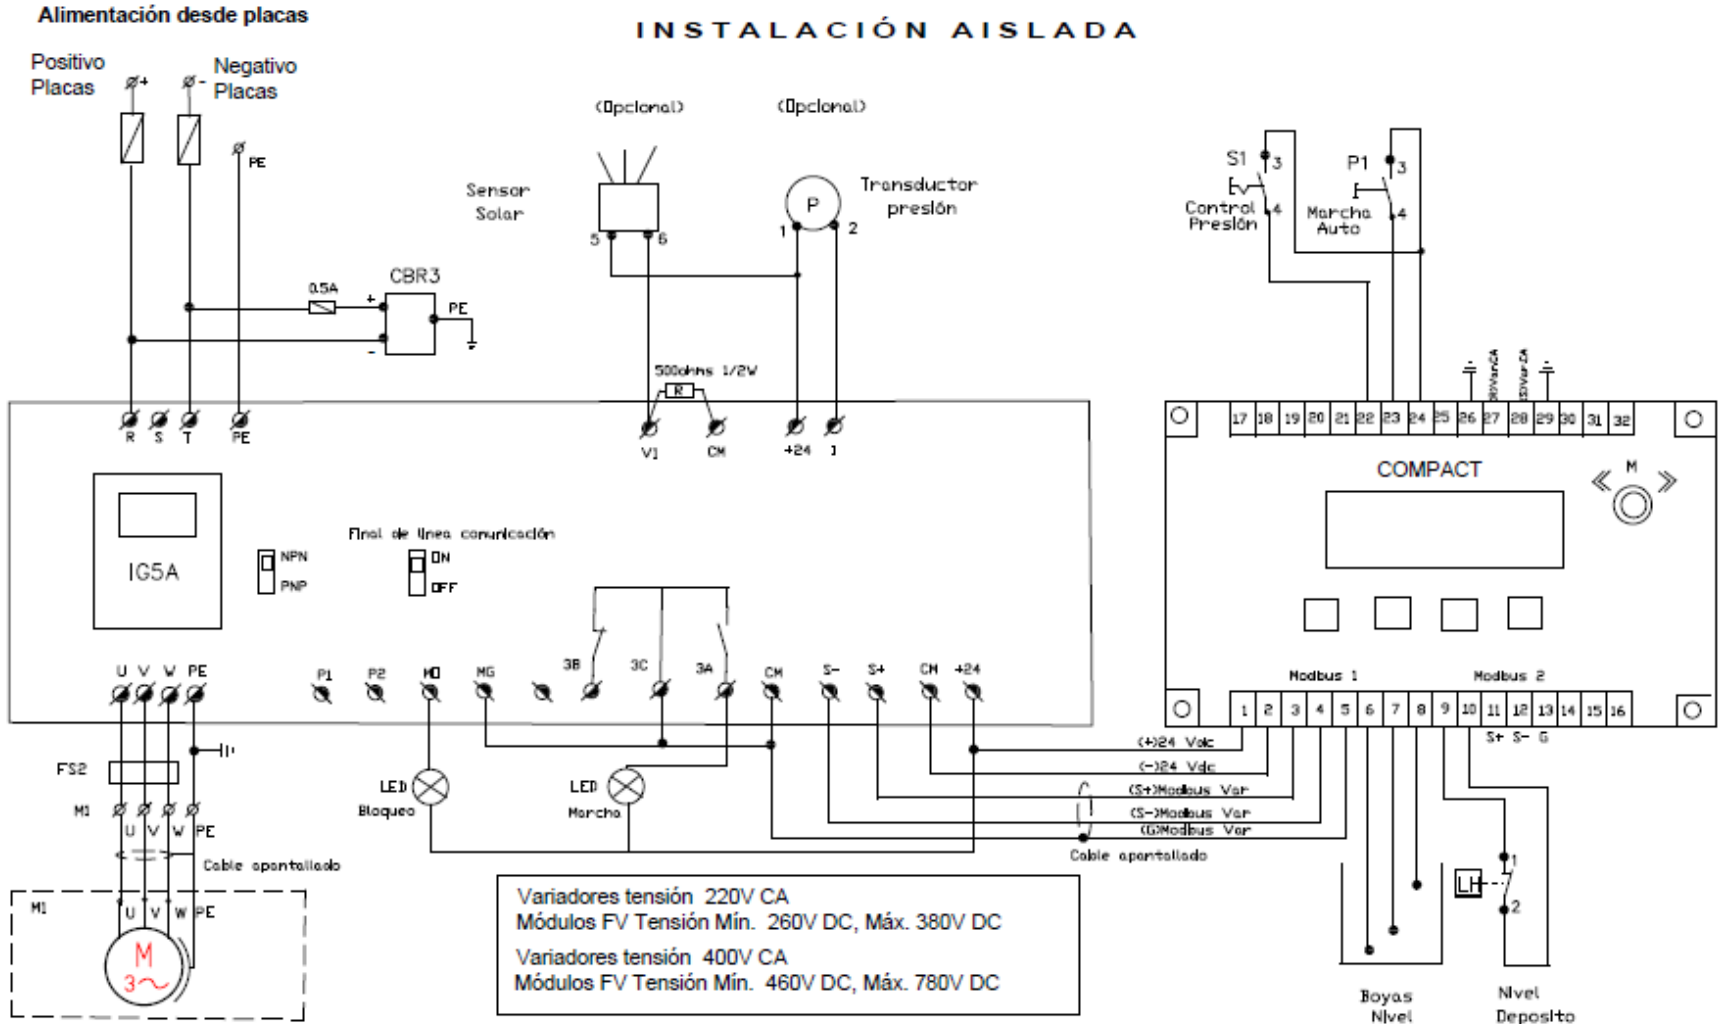 Alimentación desde placas
INSTALACIÓN AISLADA
Positivo
Placas
+
-
Negativo
Placas
PE
(Opcional)
(Opcional)
Sensor
Solar
5
6
P
1
2
Transductor
presión
S1
3
4
Control
Presión
P1
3
4
Marcha
Auto
0.5A
CBR3
+
-
PE
500ohms 1/2W
R
R
S
T
PE
V1
CM
+24
I
17 18 19 20 21 22 23 24 25 26 27 28 29 30 31 32
COMPACT
M
IG5A
NPN
PNP
Final de linea comunicación
ON
OFF
U V W PE
P1
P2
MO
MG
3B
3C
3A
CM
S-
S+
CM
+24
Modbus 1
Modbus 2
1 2 3 4 5 6 7 8 9 10 11 12 13 14 15 16
S+ S- G
(+)24 Vdc
(-)24 Vdc
(S+)Modbus Var
(S-)Modbus Var
(G)Modbus Var
Cable apantallado
FS2
LED
Bloqueo
LED
Marcha
M1
U V W PE
Cable apantallado
M1
U V W PE
M
3~
Variadores tensión 220V CA
Módulos FV Tensión Mín. 260V DC, Máx. 380V DC
Variadores tensión 400V CA
Módulos FV Tensión Mín. 460V DC, Máx. 780V DC
LH
1
2
Boyas
Nivel
Nivel
Deposito